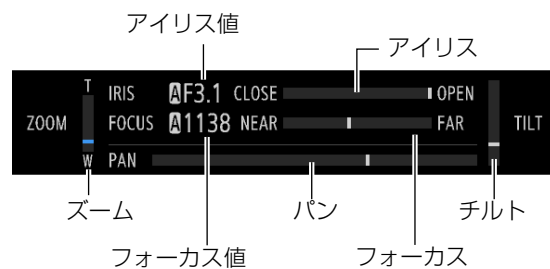 アイリス値
アイリス
T IRIS AF3.1 CLOSE OPEN
ZOOM FOCUS A1138 NEAR FAR TILT
W PAN
ズーム パン チルト
フォーカス値 フォーカス